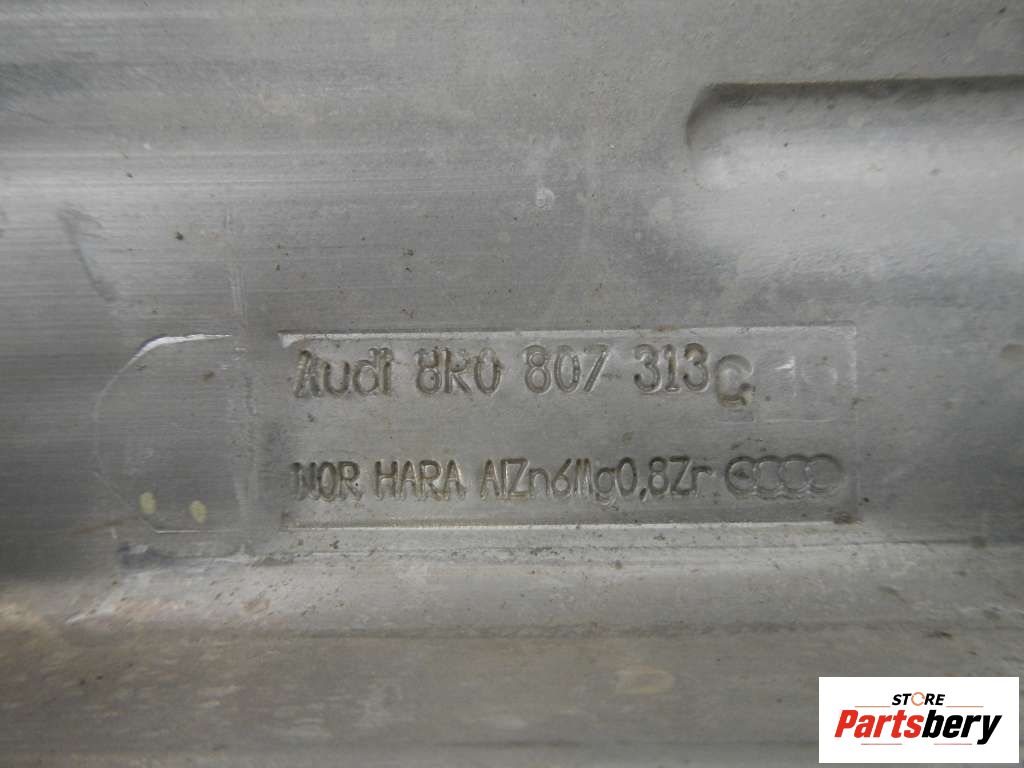 Audi 8K0 807 313 C
NOR HARA AlZn6Mg0,8Zr
STORE
Partsbery